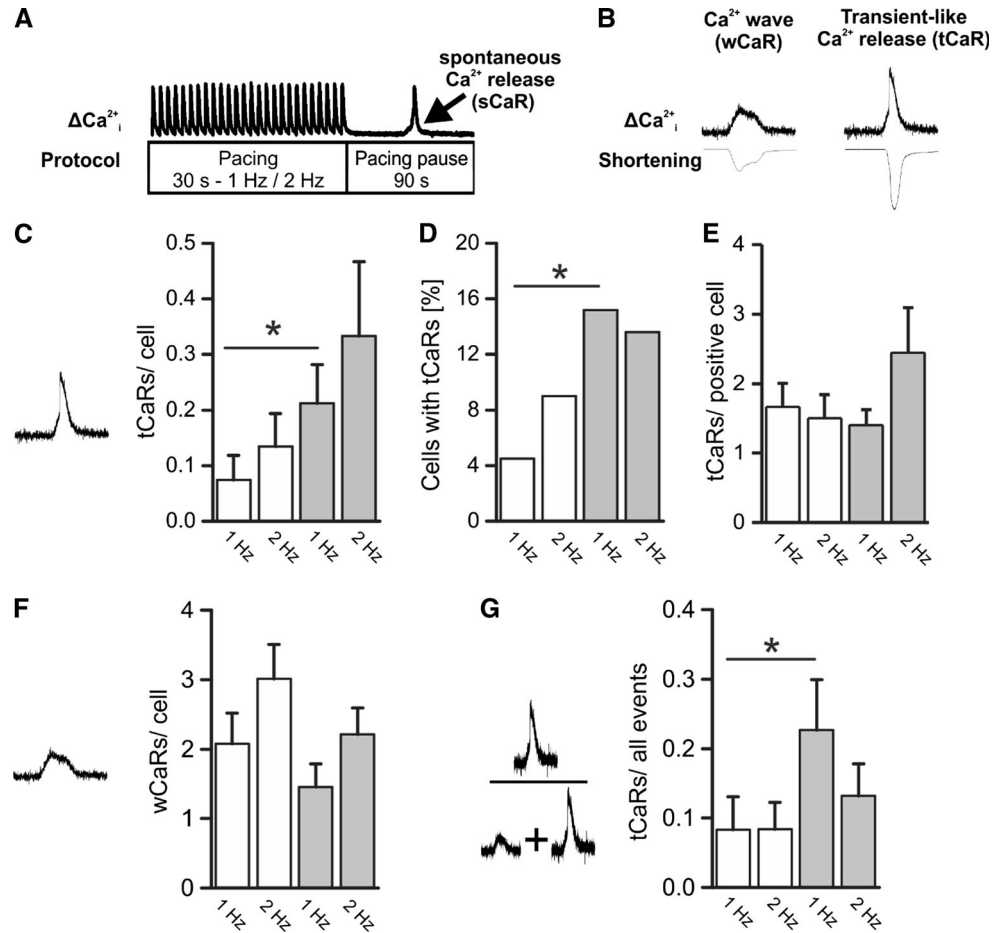 A
spontaneous
Ca²⁺ release
(sCaR)
ΔCa²⁺ᵢ
Protocol
Pacing
30 s - 1 Hz / 2 Hz
Pacing pause
90 s
B
Ca²⁺ wave
(wCaR)
Transient-like
Ca²⁺ release (tCaR)
ΔCa²⁺ᵢ
Shortening
C
tCaRs/ cell
0.5
0.4
0.3
0.2
0.1
0.0
*
1 Hz
2 Hz
1 Hz
2 Hz
D
Cells with tCaRs [%]
20
16
12
8
4
0
*
1 Hz
2 Hz
1 Hz
2 Hz
E
tCaRs/ positive cell
4
3
2
1
0
1 Hz
2 Hz
1 Hz
2 Hz
F
wCaRs/ cell
4
3
2
1
0
1 Hz
2 Hz
1 Hz
2 Hz
G
+
tCaRs/ all events
0.4
0.3
0.2
0.1
0.0
*
1 Hz
2 Hz
1 Hz
2 Hz